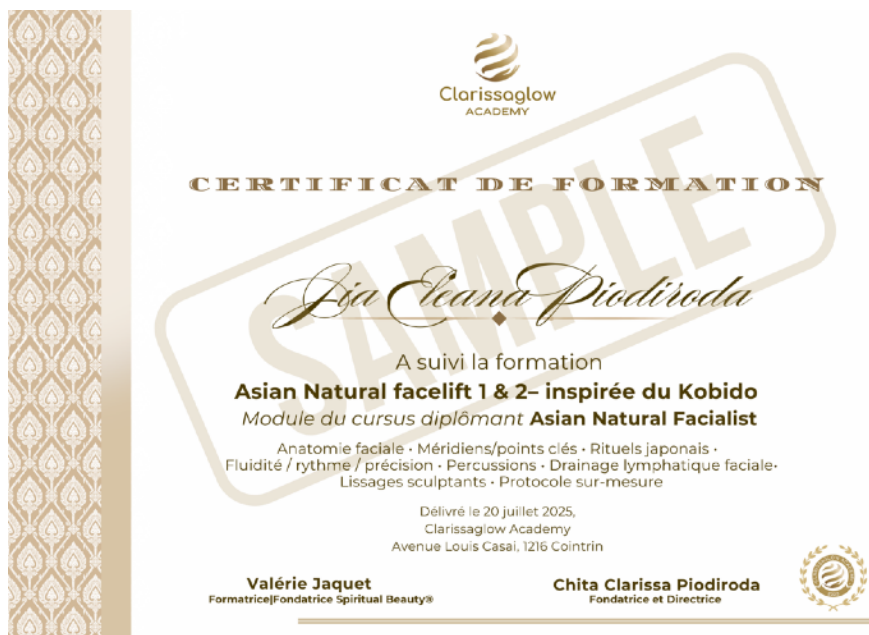 Clarissaglow
ACADEMY
CERTIFICAT DE FORMATION
SAMPLE
Lia Eleana Piodiroda
A suivi la formation
Asian Natural facelift 1 & 2– inspirée du Kobido
Module du cursus diplômant Asian Natural Facialist
Anatomie faciale • Méridiens/points clés • Rituels japonais •
Fluidité / rythme / précision • Percussions • Drainage lymphatique faciale•
Lissages sculptants • Protocole sur-mesure
Délivré le 20 juillet 2025,
Clarissaglow Academy
Avenue Louis Casai, 1216 Cointrin
Valérie Jaquet
Formatrice|Fondatrice Spiritual Beauty®
Chita Clarissa Piodiroda
Fondatrice et Directrice